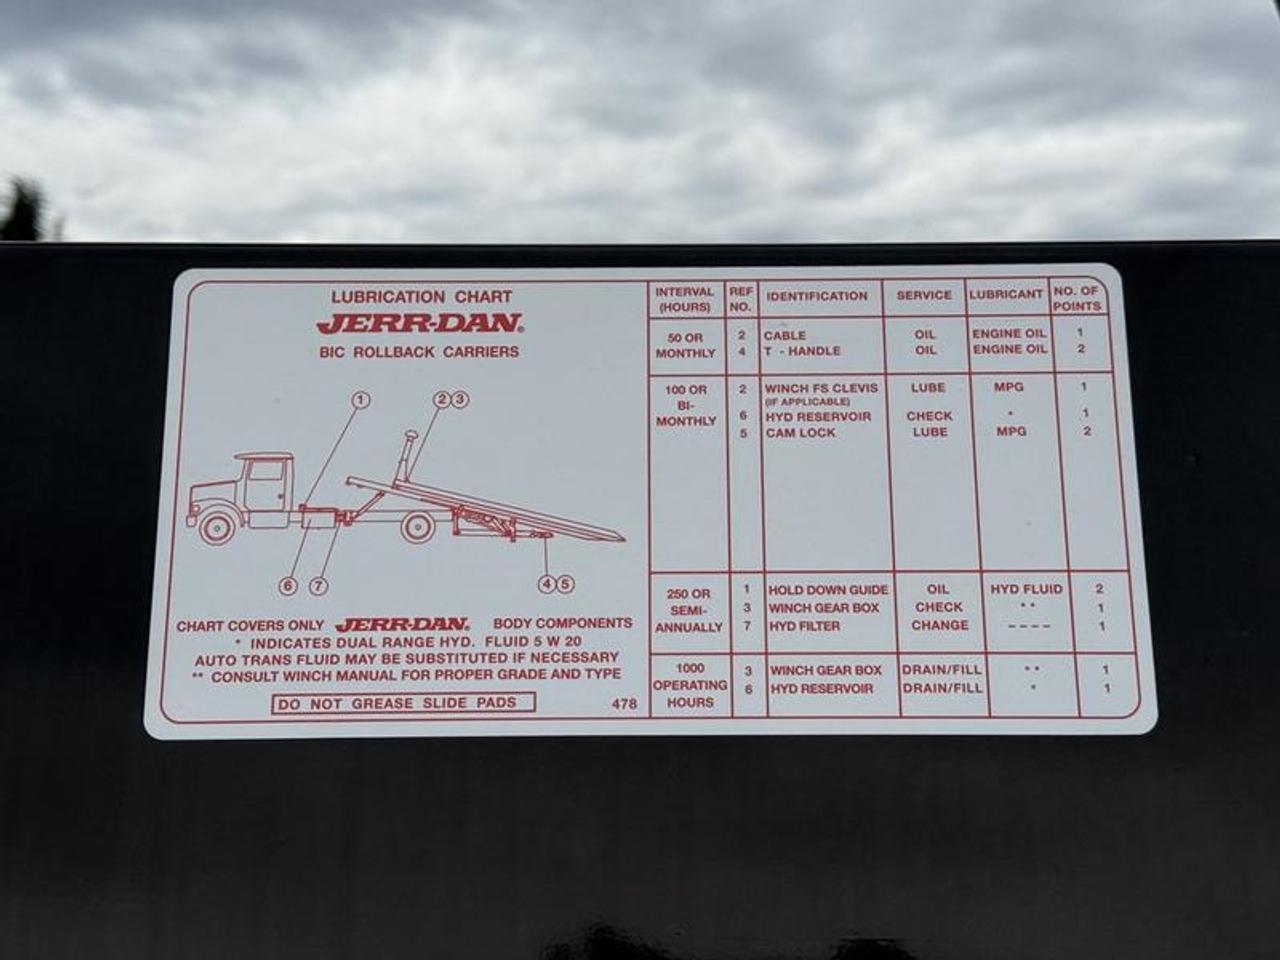 LUBRICATION CHART
JERR-DAN®
BIC ROLLBACK CARRIERS
1
2 3
6 7
4 5
CHART COVERS ONLY JERR-DAN® BODY COMPONENTS
* INDICATES DUAL RANGE HYD. FLUID 5 W 20
AUTO TRANS FLUID MAY BE SUBSTITUTED IF NECESSARY
** CONSULT WINCH MANUAL FOR PROPER GRADE AND TYPE
DO NOT GREASE SLIDE PADS 478
INTERVAL (HOURS) REF NO. IDENTIFICATION SERVICE LUBRICANT NO. OF POINTS
50 OR 2 CABLE OIL ENGINE OIL 1
MONTHLY 4 T - HANDLE OIL ENGINE OIL 2
100 OR 2 WINCH FS CLEVIS LUBE MPG 1
(IF APPLICABLE)
BI- 6 HYD RESERVOIR CHECK * 1
MONTHLY 5 CAM LOCK LUBE MPG 2
250 OR 1 HOLD DOWN GUIDE OIL HYD FLUID 2
SEMI- 3 WINCH GEAR BOX CHECK ** 1
ANNUALLY 7 HYD FILTER CHANGE ---- 1
1000 3 WINCH GEAR BOX DRAIN/FILL ** 1
OPERATING 6 HYD RESERVOIR DRAIN/FILL * 1
HOURS